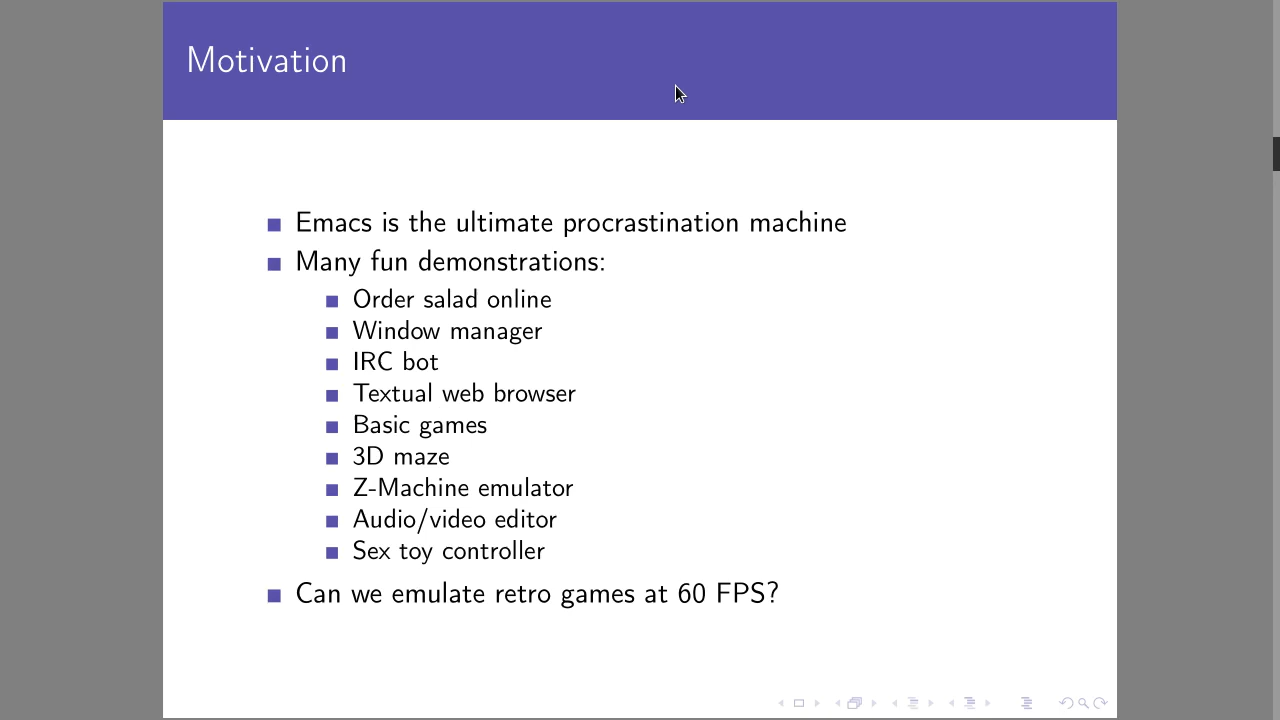 Motivation
Emacs is the ultimate procrastination machine
Many fun demonstrations:
Order salad online
Window manager
IRC bot
Textual web browser
Basic games
3D maze
Z-Machine emulator
Audio/video editor
Sex toy controller
Can we emulate retro games at 60 FPS?